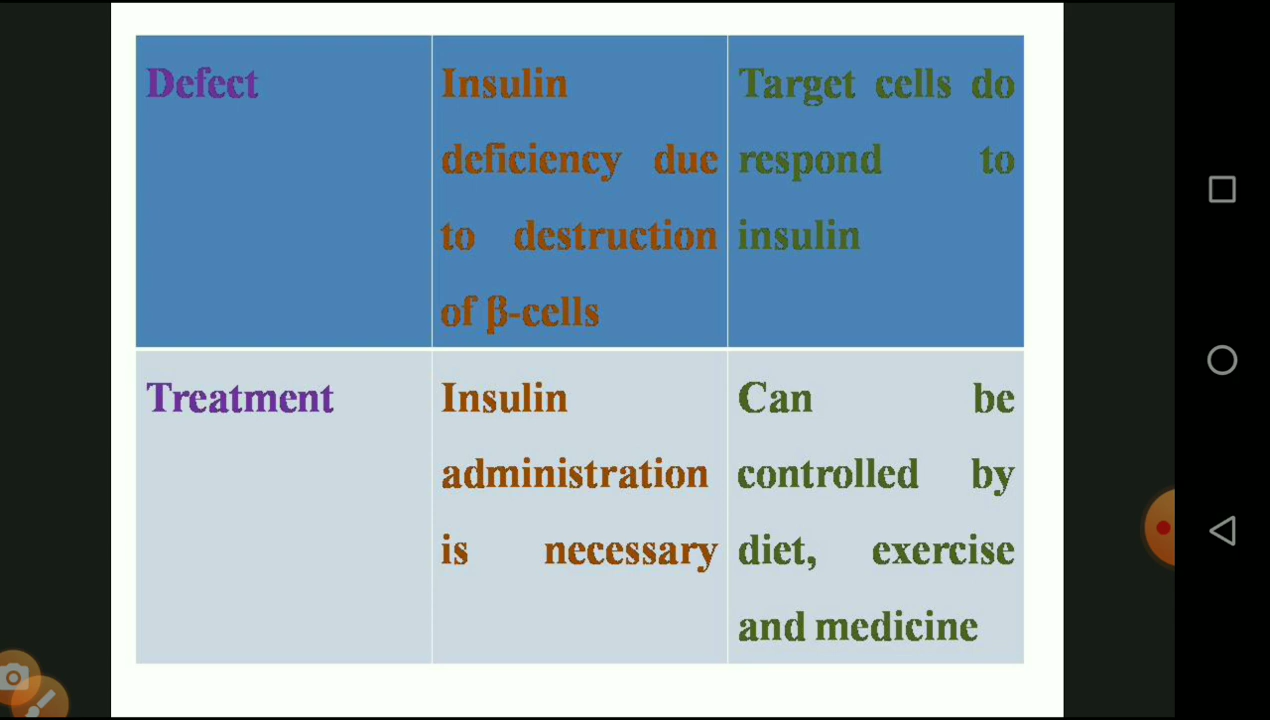 Defect
Insulin
deficiency due
to destruction
of β-cells
Target cells do
respond to
insulin
Treatment
Insulin
administration
is necessary
Can be
controlled by
diet, exercise
and medicine